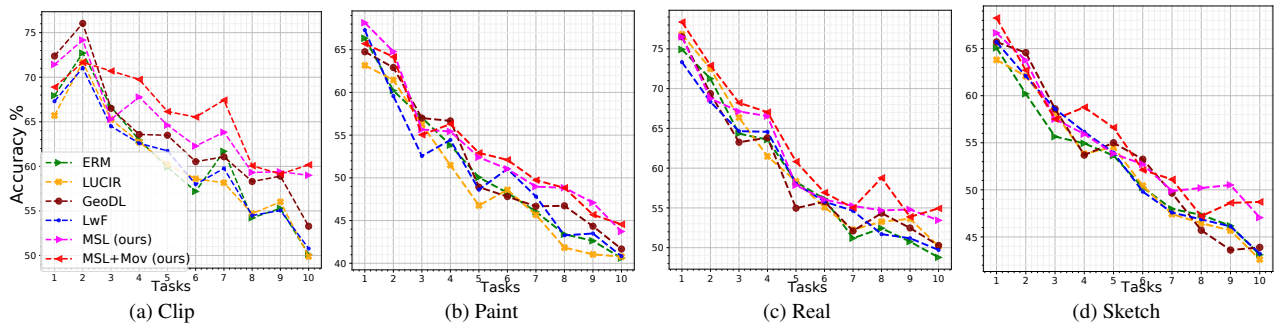 Accuracy %
75
70
65
60
55
50
ERM
LUCIR
GeoDL
LwF
MSL (ours)
MSL+Mov (ours)
1 2 3 4 5 6 7 8 9 10
Tasks
(a) Clip
65
60
55
50
45
40
1 2 3 4 5 6 7 8 9 10
Tasks
(b) Paint
75
70
65
60
55
50
1 2 3 4 5 6 7 8 9 10
Tasks
(c) Real
65
60
55
50
45
1 2 3 4 5 6 7 8 9 10
Tasks
(d) Sketch